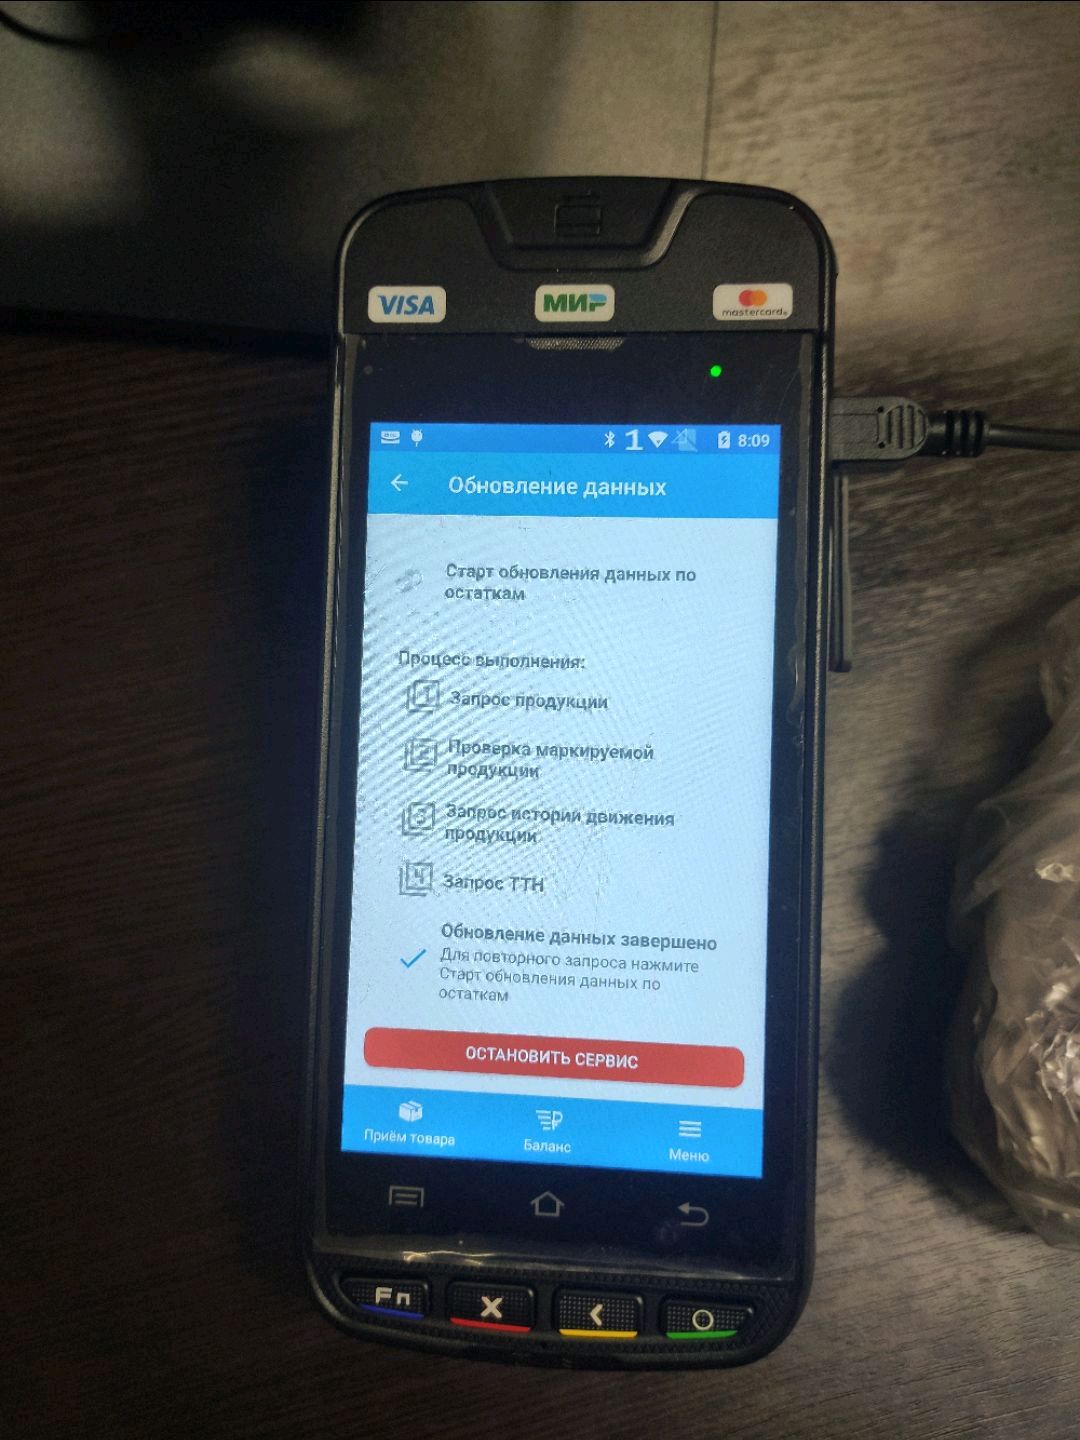 VISA
МИР
mastercard.
1 8:09
Обновление данных
Старт обновления данных по
остаткам
Процесс выполнения:
1 Запрос продукции
2 Проверка маркируемой
продукции
3 Запрос истории движения
продукции
4 Запрос ТТН
Обновление данных завершено
Для повторного запроса нажмите
Старт обновления данных по
остаткам
ОСТАНОВИТЬ СЕРВИС
Приём товара
Баланс
Меню
Fn X < O